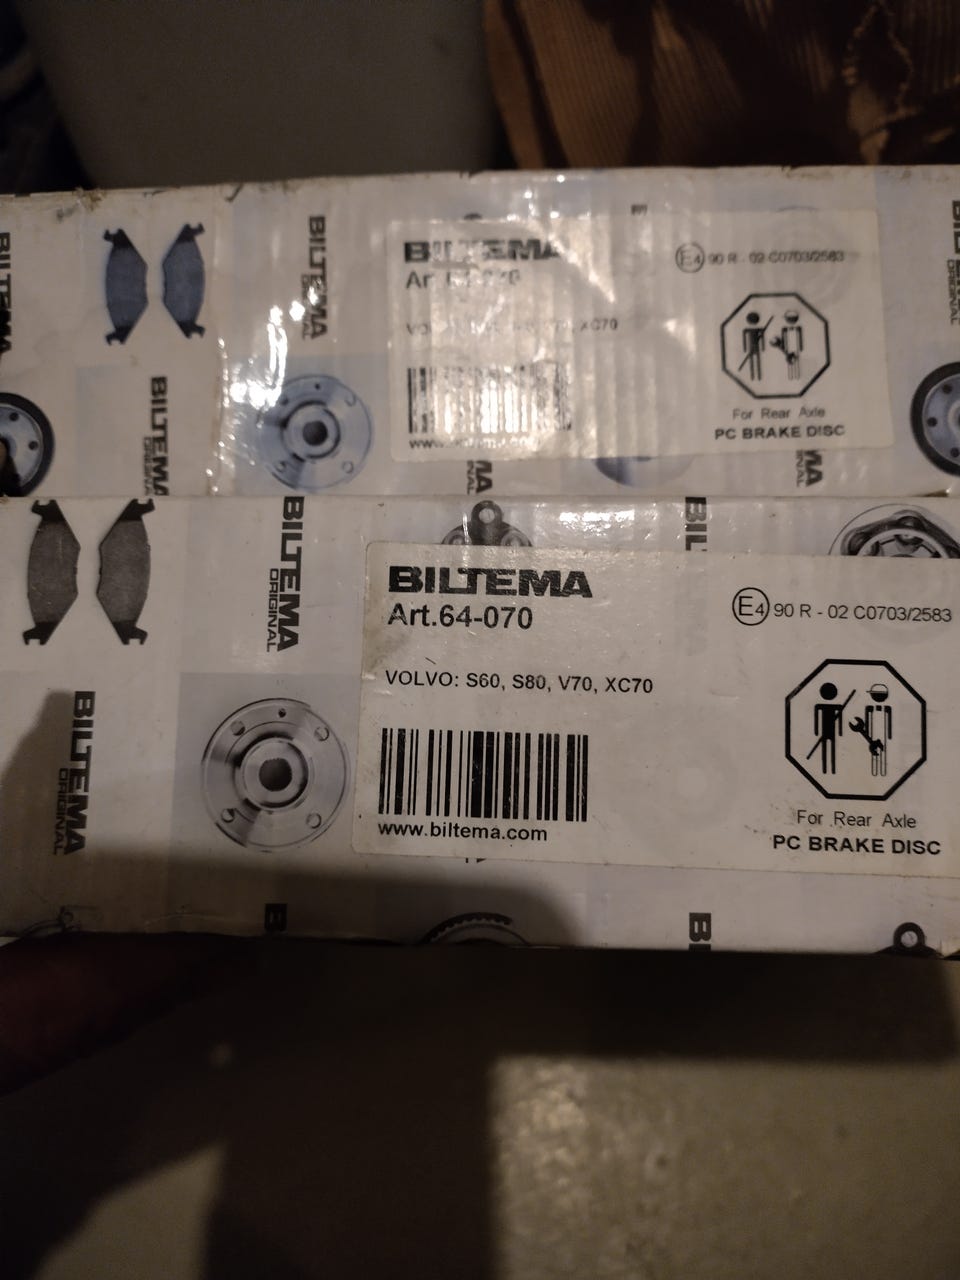 BILTEMA
ORIGINAL
BILTEMA
E4 90 R - 02 C0703/2583
XC70
For Rear Axle
PC BRAKE DISC
BILTEMA
BILTEMA
ORIGINAL
BILTEMA
Art.64-070
E4 90 R - 02 C0703/2583
VOLVO: S60, S80, V70, XC70
www.biltema.com
For Rear Axle
PC BRAKE DISC
BILTEMA
ORIGINAL